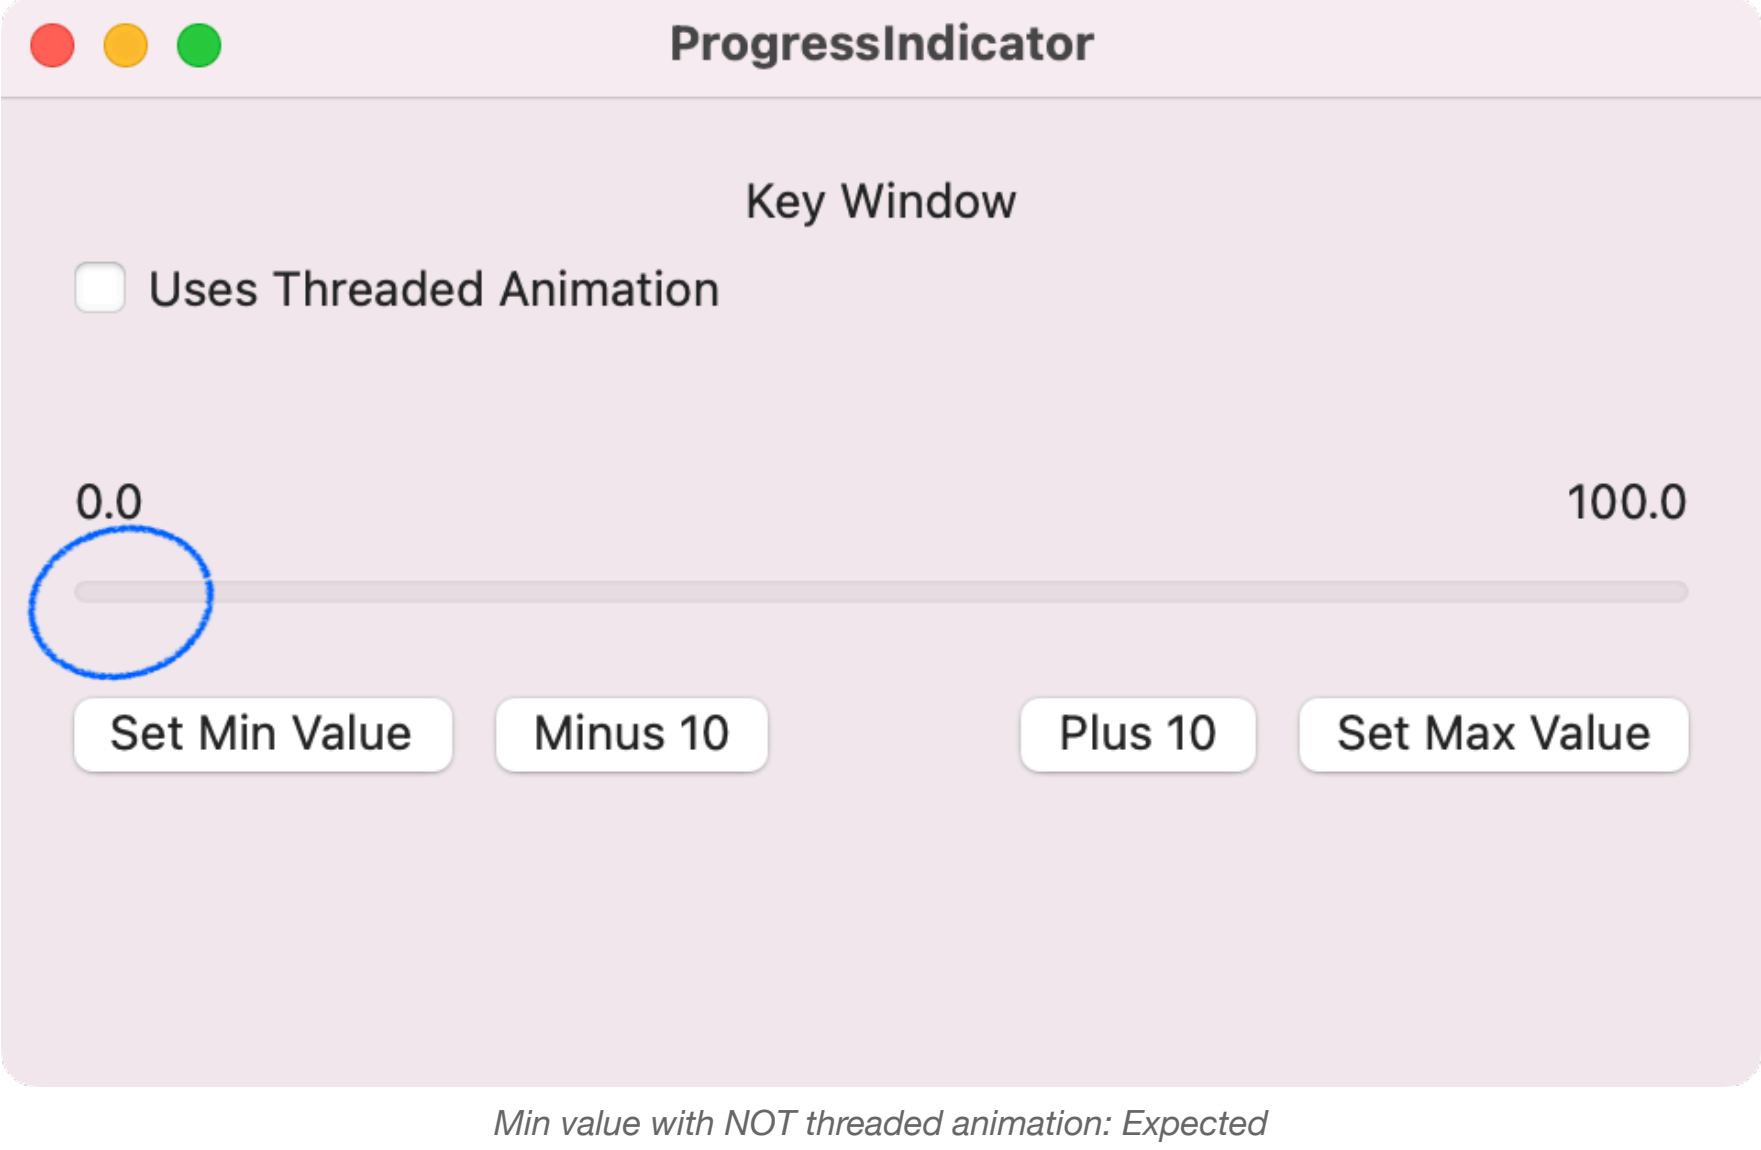 ProgressIndicator
Key Window
Uses Threaded Animation
0.0 100.0
Set Min Value Minus 10 Plus 10 Set Max Value
Min value with NOT threaded animation: Expected